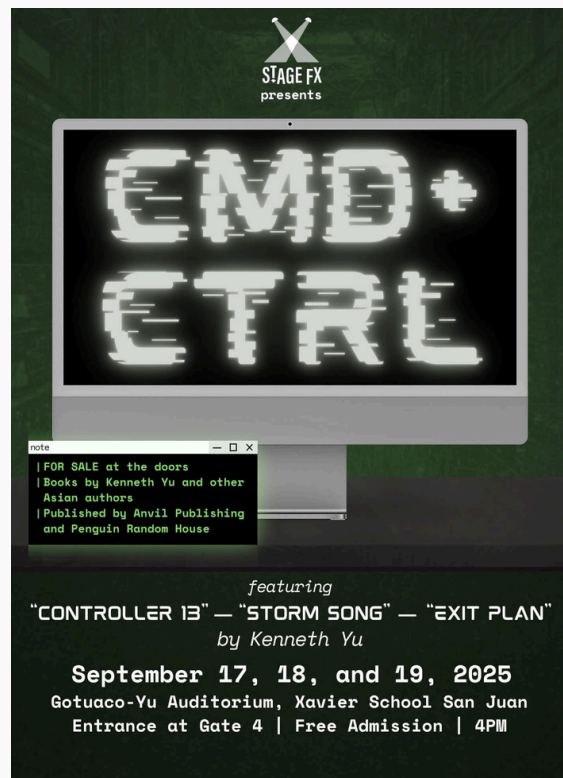 STAGE FX
presents
CMD+
CTRL
note
|FOR SALE at the doors
|Books by Kenneth Yu and other
Asian authors
|Published by Anvil Publishing
and Penguin Random House
featuring
“CONTROLLER 13” — “STORM SONG” — “EXIT PLAN”
by Kenneth Yu
September 17, 18, and 19, 2025
Gotuaco-Yu Auditorium, Xavier School San Juan
Entrance at Gate 4 | Free Admission | 4PM